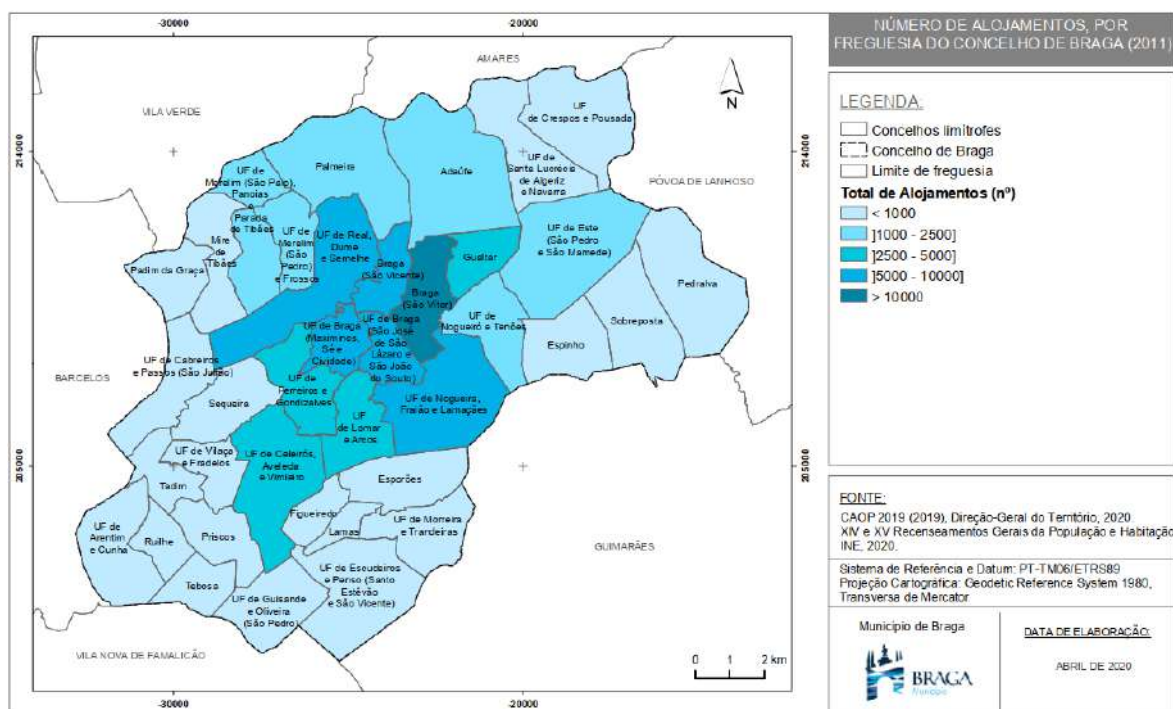 -30000
-20000
NÚMERO DE ALOJAMENTOS, POR
FREGUESIA DO CONCELHO DE BRAGA (2011)
AMARES
VILA VERDE
N
UF
de Crespos e Pousada
214000
214000
Palmeira
Adaúfe
UF de
Santa Lucrécia
de Algeriz
e Navarra
PÓVOA DE LANHOSO
UF de
Merelim (São Paio),
Panoias
e
Parada
de Tibães
Mire
de
Tibães
UF de
Merelim
(São
Pedro)
e Frossos
UF de Real,
Dume
e Semelhe
UF de Este
(São Pedro
e São Mamede)
Gualtar
Padim da Graça
Braga
(São Vicente)
Braga
(São Vítor)
Pedralva
Sobreposta
UF de
Nogueiró e Tenões
UF de Braga
(Maximinos,
Sé e
Cividade)
UF de Braga
(São José
de São
Lázaro e
São João
do Souto)
Espinho
UF de Cabreiros
e Passos (São Julião)
BARCELOS
UF de
Ferreiros e
Gondizalves
Sequeira
UF de Nogueira,
Fraião e Lamaçães
UF
de Lomar
e Arcos
UF de Vilaça
e Fradelos
UF de Celeirós,
Aveleda
e Vimieiro
205000
205000
Tadim
Esporões
Figueiredo
Lamas
UF de Morreira
e Trandeiras
UF de
Arentim
e Cunha
Ruilhe
Priscos
GUIMARÃES
Tebosa
UF de Escudeiros
e Penso (Santo
Estêvão
e São Vicente)
UF de Guisande
e Oliveira
(São Pedro)
VILA NOVA DE FAMALICÃO
0 1 2 km
-30000
-20000
LEGENDA:
Concelhos limítrofes
Concelho de Braga
Limite de freguesia
Total de Alojamentos (nº)
< 1000
]1000 - 2500]
]2500 - 5000]
]5000 - 10000]
> 10000
FONTE:
CAOP 2019 (2019), Direção-Geral do Território, 2020.
XIV e XV Recenseamentos Gerais da População e Habitação,
INE, 2020.
Sistema de Referência e Datum: PT-TM06/ETRS89
Projeção Cartográfica: Geodetic Reference System 1980,
Transversa de Mercator
Município de Braga
BRAGA
Município
DATA DE ELABORAÇÃO:
ABRIL DE 2020